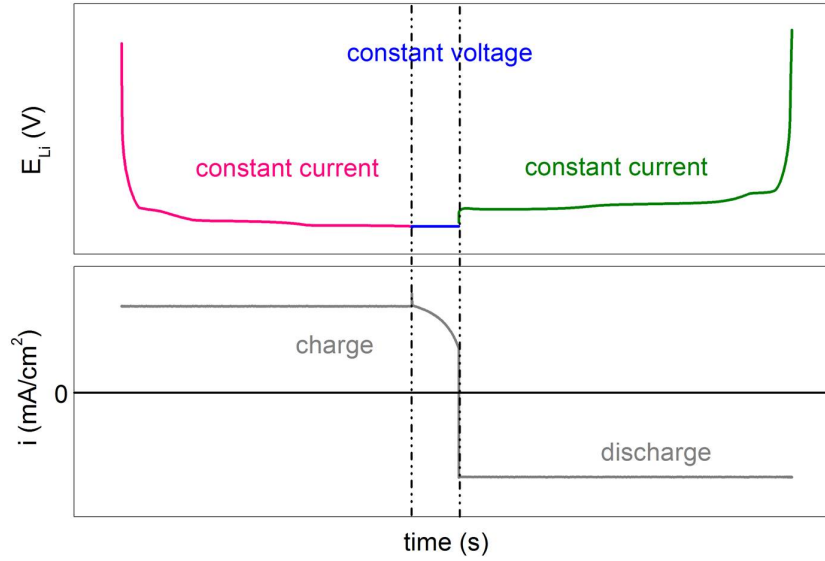 constant voltage
E_Li (V)
constant current
constant current
i (mA/cm²)
charge
0
discharge
time (s)